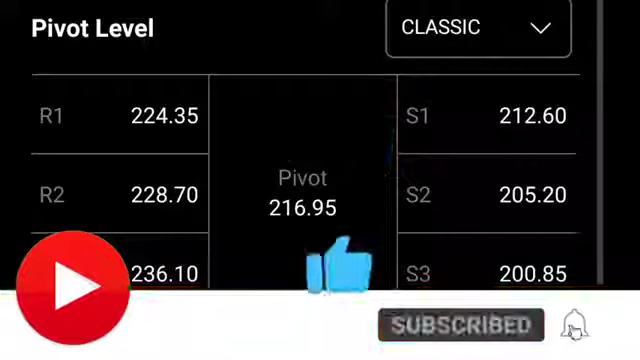 Pivot Level
CLASSIC
R1 224.35
S1 212.60
Pivot
216.95
R2 228.70
S2 205.20
236.10
S3 200.85
SUBSCRIBED